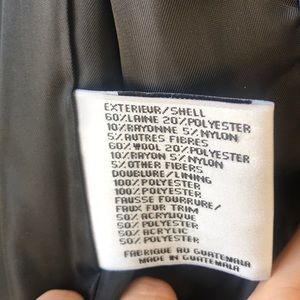 EXTERIEUR/SHELL
60%LAINE 20%POLYESTER
10%RAYONNE 5%NYLON
5%AUTRES FIBRES
60%WOOL 20%POLYESTER
10%RAYON 5%NYLON
5%OTHER FIBERS
DOUBLURE/LINING
100%POLYESTER
100%POLYESTER
FAUSSE FOURRURE/
FAUX FUR TRIM
50%ACRYLIQUE
50%POLYESTER
50%ACRYLIC
50%POLYESTER
FABRIQUE AU GUATEMALA
MADE IN GUATEMALA